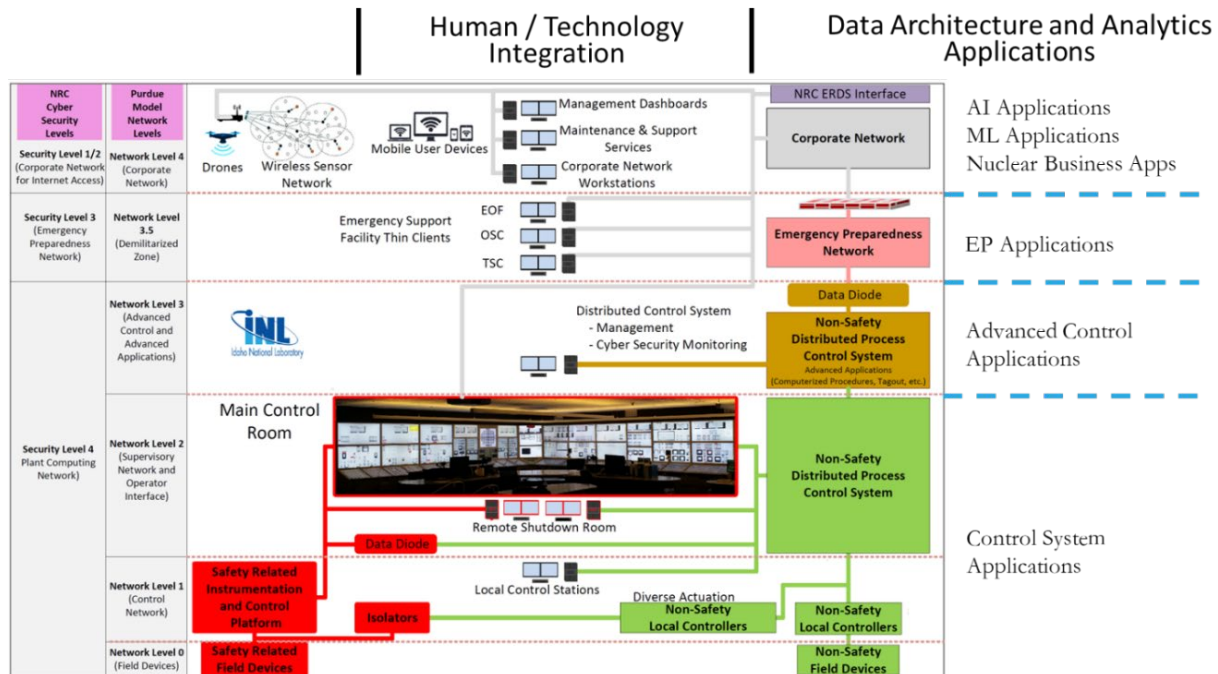 Human / Technology
Integration
Data Architecture and Analytics
Applications
NRC
Cyber
Security
Levels
Purdue
Model
Network
Levels
Security Level 1/2
(Corporate Network
for Internet Access)
Network Level 4
(Corporate
Network)
Drones
Wireless Sensor
Network
Mobile User Devices
Management Dashboards
Maintenance & Support
Services
Corporate Network
Workstations
NRC ERDS Interface
Corporate Network
AI Applications
ML Applications
Nuclear Business Apps
Security Level 3
(Emergency
Preparedness
Network)
Network Level
3.5
(Demilitarized
Zone)
Emergency Support
Facility Thin Clients
EOF
OSC
TSC
Emergency Preparedness
Network
EP Applications
Network Level 3
(Advanced
Control and
Advanced
Applications)
INL
Idaho National Laboratory
Distributed Control System
- Management
- Cyber Security Monitoring
Data Diode
Non-Safety
Distributed Process
Control System
Advanced Applications
(Computerized Procedures, Tagout, etc.)
Advanced Control
Applications
Security Level 4
Plant Computing
Network)
Network Level 2
(Supervisory
Network and
Operator
Interface)
Main Control
Room
Remote Shutdown Room
Data Diode
Non-Safety
Distributed Process
Control System
Control System
Applications
Network Level 1
(Control
Network)
Safety Related
Instrumentation
and Control
Platform
Isolators
Local Control Stations
Diverse Actuation
Non-Safety
Local Controllers
Non-Safety
Local Controllers
Network Level 0
(Field Devices)
Safety Related
Field Devices
Non-Safety
Field Devices